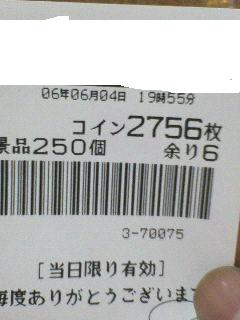 06年06月04日 19時55分
コイン2756枚
景品250個 余り6
3-70075
[当日限り有効]
毎度ありがとうございま